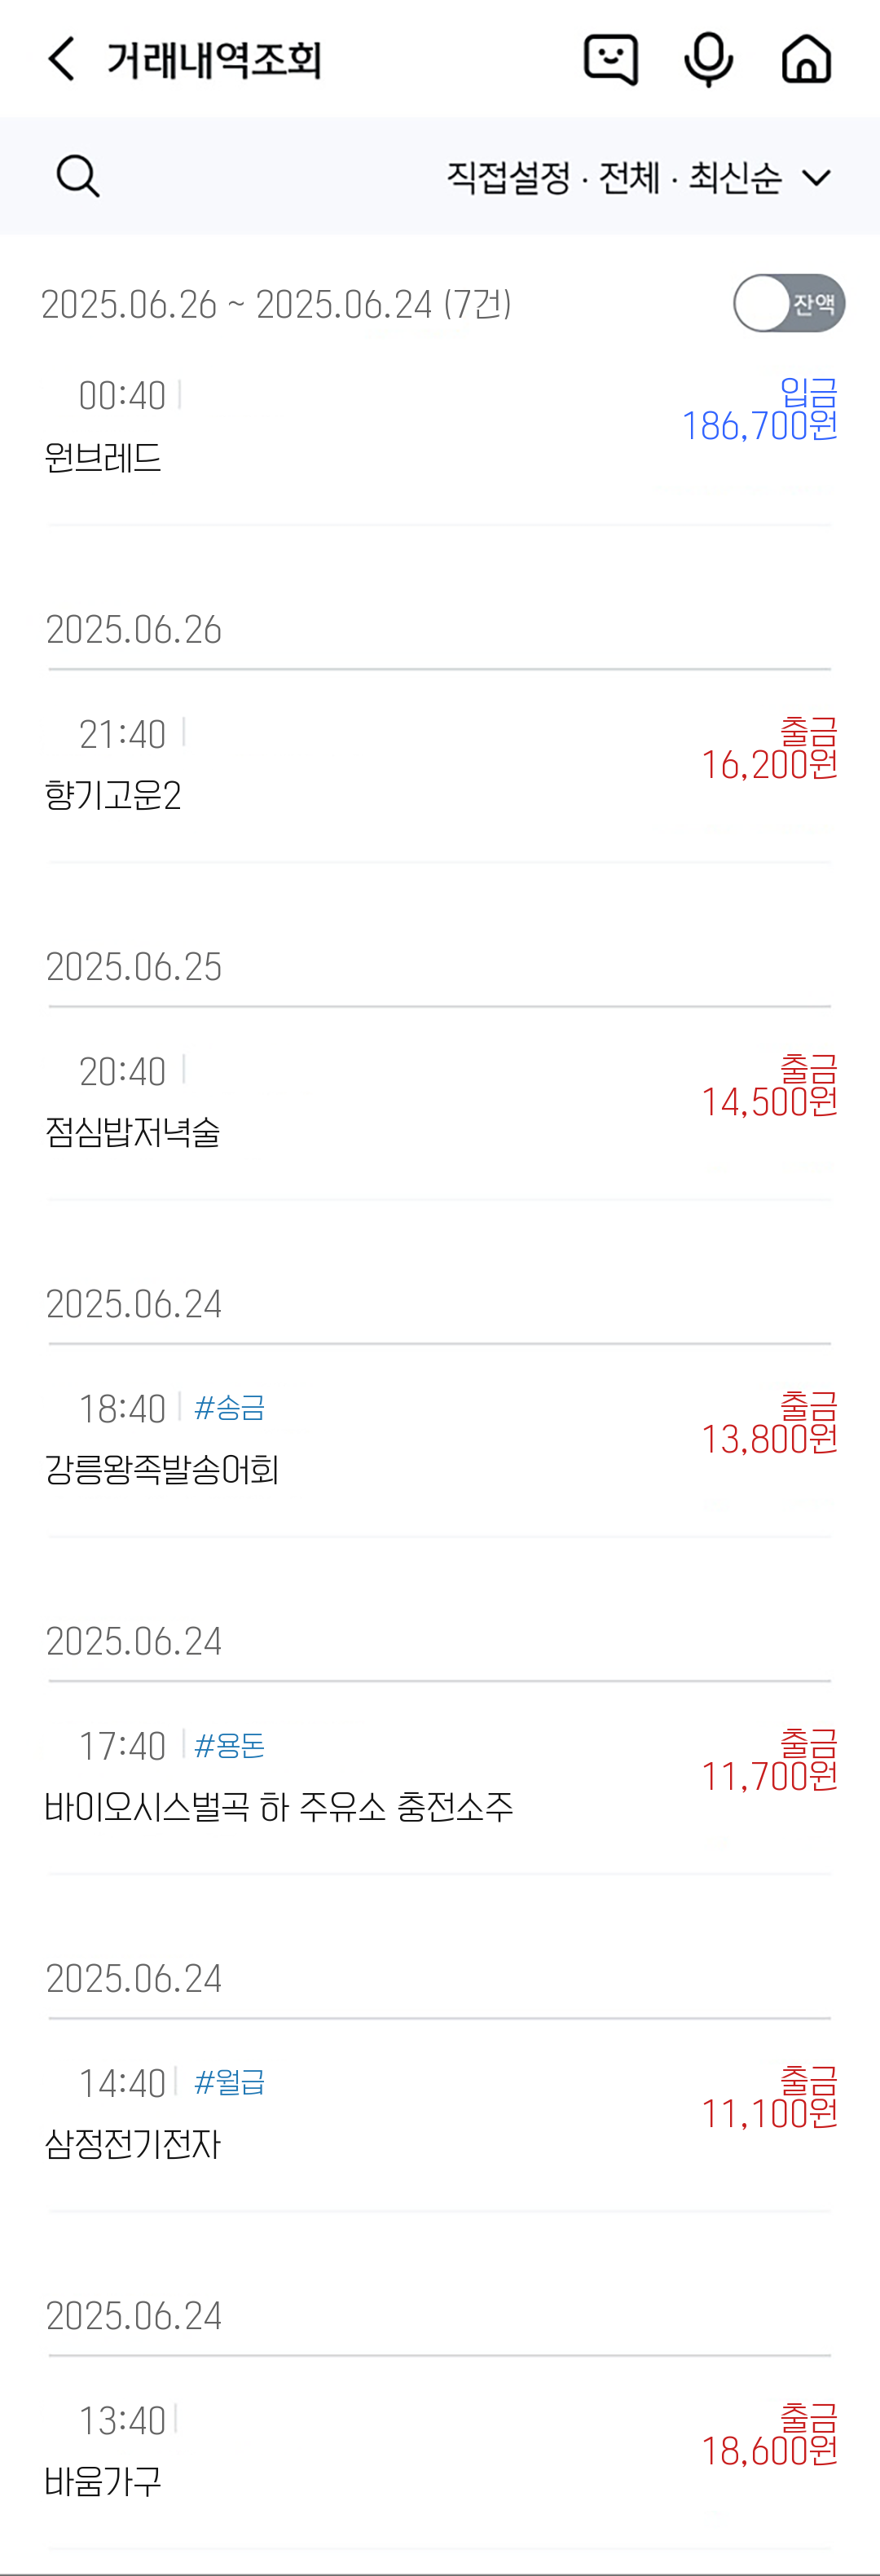 거래내역조회
직접설정 · 전체 · 최신순
2025.06.26 ~ 2025.06.24 (7건)
잔액
00:40
입금
186,700원
원브레드
2025.06.26
21:40
출금
16,200원
향기고운2
2025.06.25
20:40
출금
14,500원
점심밥저녁술
2025.06.24
18:40 #송금
출금
13,800원
강릉왕족발송어회
2025.06.24
17:40 #용돈
출금
11,700원
바이오시스벌곡 하 주유소 충전소주
2025.06.24
14:40 #월급
출금
11,100원
삼정전기전자
2025.06.24
13:40
출금
18,600원
바움가구